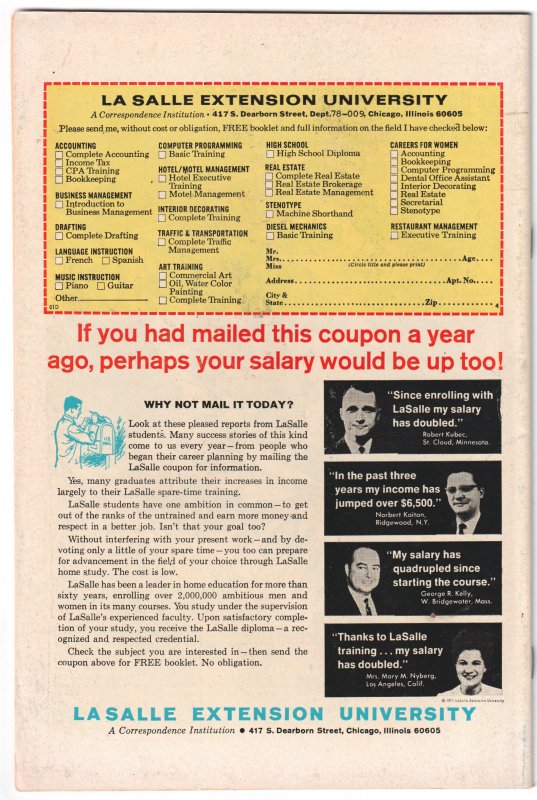 LA SALLE EXTENSION UNIVERSITY
A Correspondence Institution • 417 S. Dearborn Street, Dept. 78-009, Chicago, Illinois 60605
Please send me, without cost or obligation, FREE booklet and full information on the field I have checked below:
ACCOUNTING
Complete Accounting
Income Tax
CPA Training
Bookkeeping
BUSINESS MANAGEMENT
Introduction to
Business Management
DRAFTING
Complete Drafting
LANGUAGE INSTRUCTION
French Spanish
MUSIC INSTRUCTION
Piano Guitar
Other
010
COMPUTER PROGRAMMING
Basic Training
HOTEL/MOTEL MANAGEMENT
Hotel Executive
Training
Motel Management
INTERIOR DECORATING
Complete Training
TRAFFIC & TRANSPORTATION
Complete Traffic
Management
ART TRAINING
Commercial Art
Oil, Water Color
Painting
Complete Training
HIGH SCHOOL
High School Diploma
REAL ESTATE
Complete Real Estate
Real Estate Brokerage
Real Estate Management
STENOTYPE
Machine Shorthand
DIESEL MECHANICS
Basic Training
CAREERS FOR WOMEN
Accounting
Bookkeeping
Computer Programming
Dental Office Assistant
Interior Decorating
Real Estate
Secretarial
Stenotype
RESTAURANT MANAGEMENT
Executive Training
Mr.
Mrs. Age
Miss (Circle title and please print)
Address Apt. No.
City &
State Zip 4
If you had mailed this coupon a year
ago, perhaps your salary would be up too!
U.S. MAIL
WHY NOT MAIL IT TODAY?
Look at these pleased reports from LaSalle
students. Many success stories of this kind
come to us every year—from people who
began their career planning by mailing the
LaSalle coupon for information.
Yes, many graduates attribute their increases in income
largely to their LaSalle spare-time training.
LaSalle students have one ambition in common—to get
out of the ranks of the untrained and earn more money and
respect in a better job. Isn't that your goal too?
Without interfering with your present work—and by de-
voting only a little of your spare time—you too can prepare
for advancement in the field of your choice through LaSalle
home study. The cost is low.
LaSalle has been a leader in home education for more than
sixty years, enrolling over 2,000,000 ambitious men and
women in its many courses. You study under the supervision
of LaSalle's experienced faculty. Upon satisfactory comple-
tion of your study, you receive the LaSalle diploma—a rec-
ognized and respected credential.
Check the subject you are interested in—then send the
coupon above for FREE booklet. No obligation.
"Since enrolling with
LaSalle my salary
has doubled."
Robert Kubec,
St. Cloud, Minnesota.
"In the past three
years my income has
jumped over $6,500."
Norbert Kaitan,
Ridgewood, N.Y.
"My salary has
quadrupled since
starting the course."
George R. Kelly,
W. Bridgewater, Mass.
"Thanks to LaSalle
training . . . my salary
has doubled."
Mrs. Mary M. Nyberg,
Los Angeles, Calif.
© 1971 LaSalle Extension University
LA SALLE EXTENSION UNIVERSITY
A Correspondence Institution • 417 S. Dearborn Street, Chicago, Illinois 60605